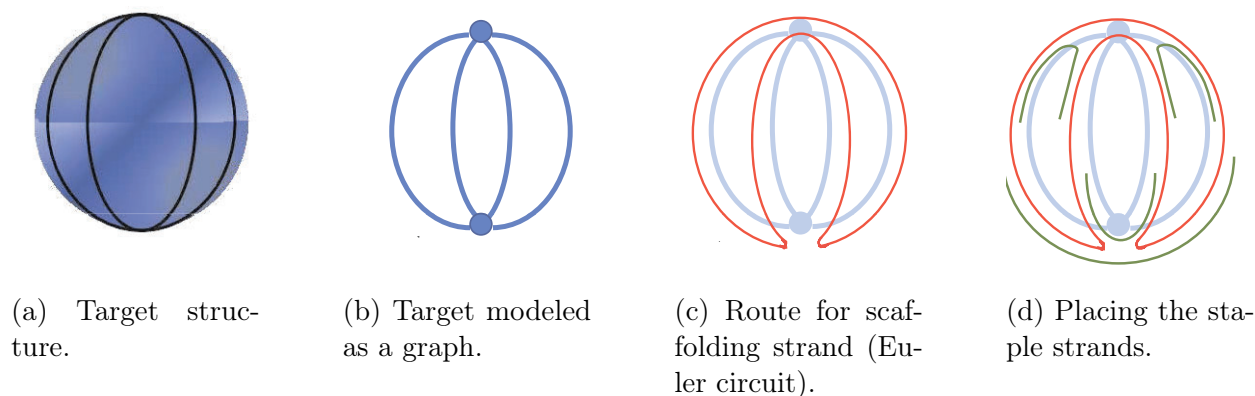 (a) Target struc-
ture.
(b) Target modeled
as a graph.
(c) Route for scaf-
folding strand (Eu-
ler circuit).
(d) Placing the sta-
ple strands.